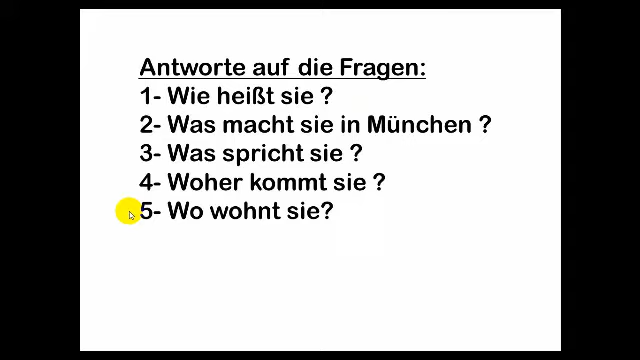 Antworte auf die Fragen:
1- Wie heißt sie ?
2- Was macht sie in München ?
3- Was spricht sie ?
4- Woher kommt sie ?
5- Wo wohnt sie?